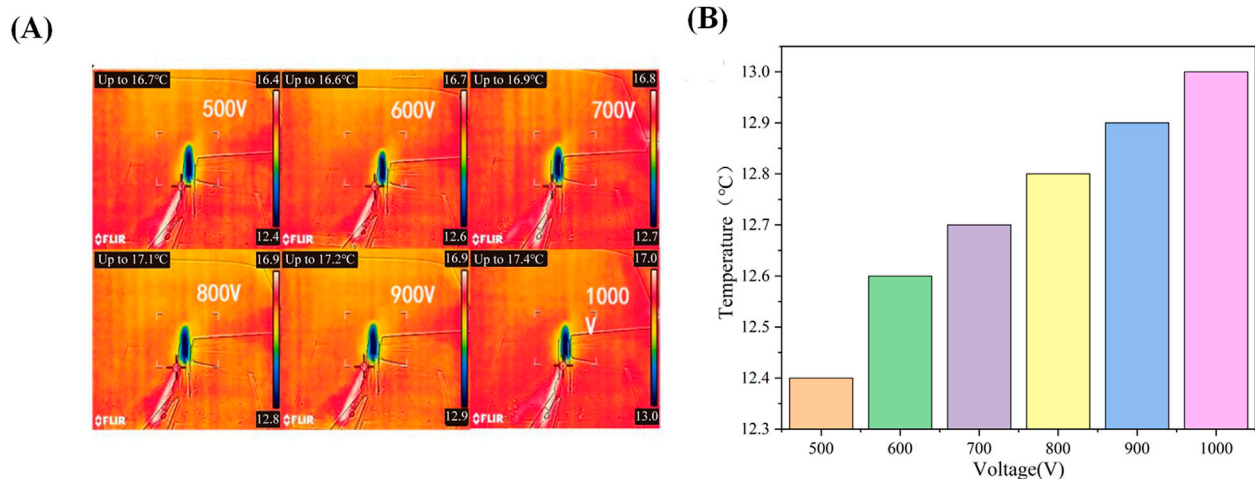 (A)
Up to 16.7℃ 16.4
500V
FLIR 12.4
Up to 16.6℃ 16.7
600V
FLIR 12.6
Up to 16.9℃ 16.8
700V
FLIR 12.7
Up to 17.1℃ 16.9
800V
FLIR 12.8
Up to 17.2℃ 16.9
900V
FLIR 12.9
Up to 17.4℃ 17.0
1000
V
FLIR 13.0
(B)
Temperature（℃）
13.0
12.9
12.8
12.7
12.6
12.5
12.4
12.3
500 600 700 800 900 1000
Voltage(V)